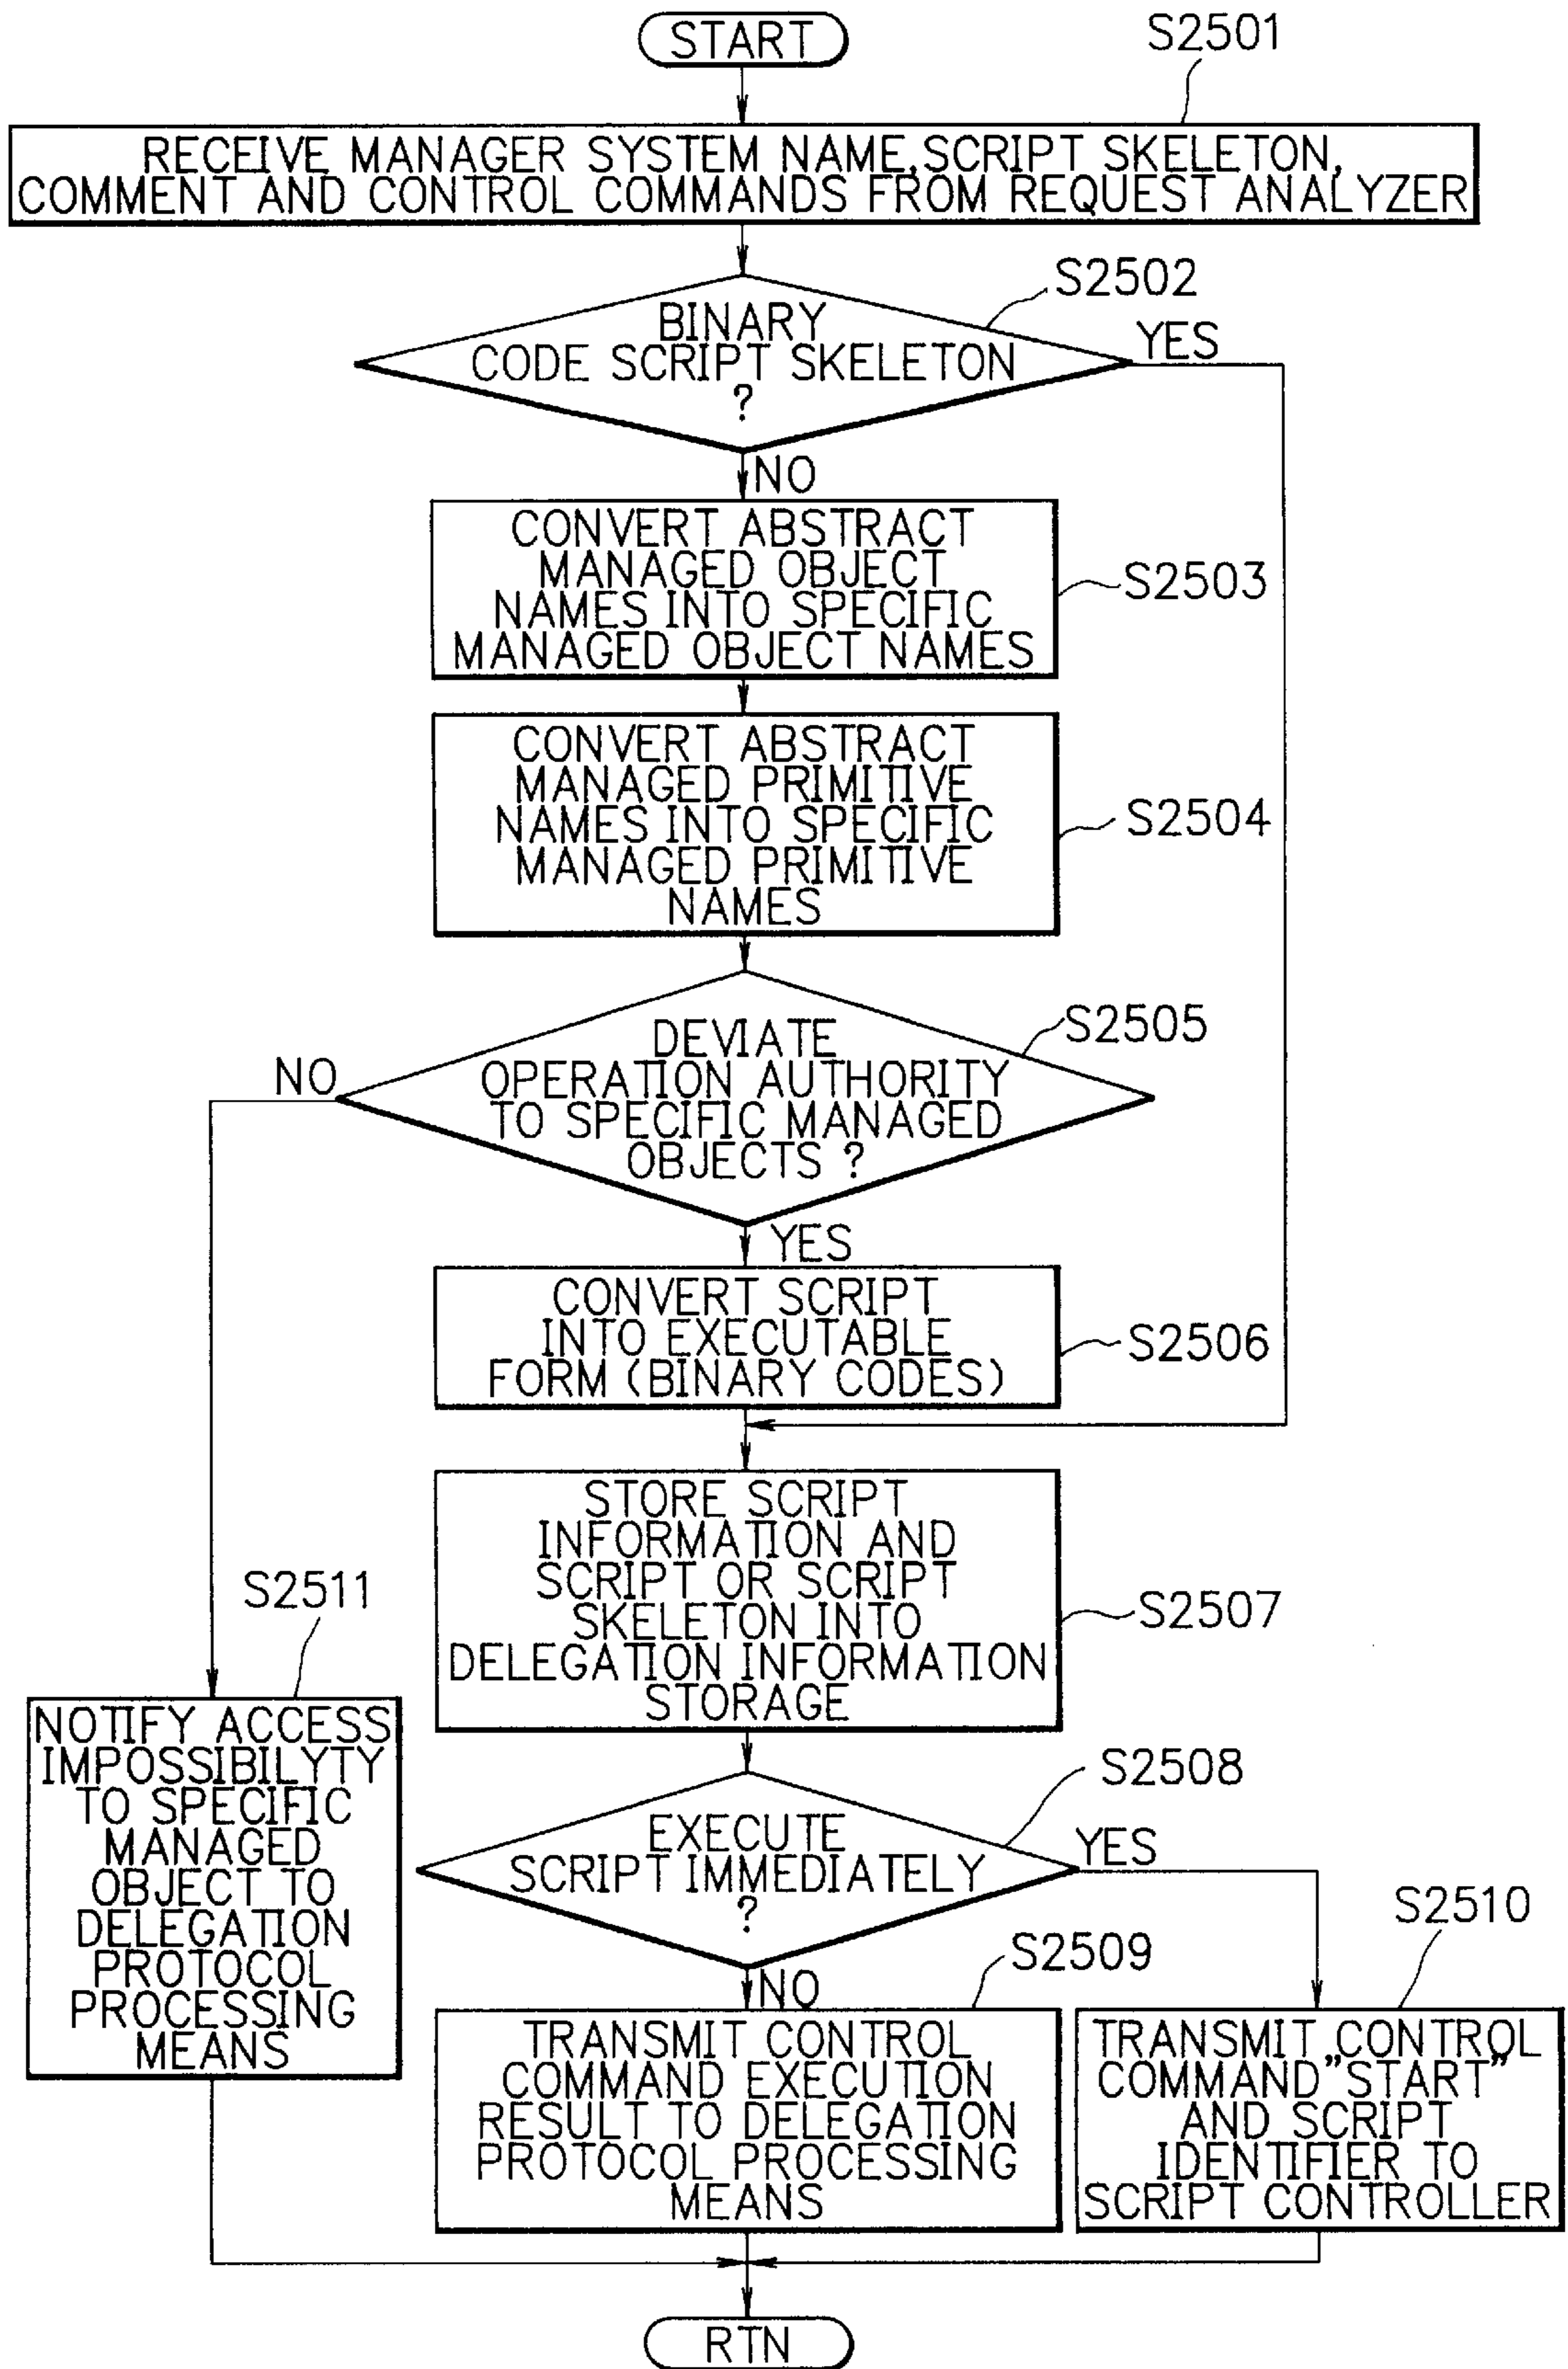 START
S2501
RECEIVE MANAGER SYSTEM NAME,SCRIPT SKELETON,
COMMENT AND CONTROL COMMANDS FROM REQUEST ANALYZER
S2502
BINARY
CODE SCRIPT SKELETON
?
YES
NO
CONVERT ABSTRACT
MANAGED OBJECT
NAMES INTO SPECIFIC
MANAGED OBJECT NAMES
S2503
CONVERT ABSTRACT
MANAGED PRIMITIVE
NAMES INTO SPECIFIC
MANAGED PRIMITIVE
NAMES
S2504
S2505
DEVIATE
OPERATION AUTHORITY
TO SPECIFIC MANAGED
OBJECTS ?
NO
YES
CONVERT SCRIPT
INTO EXECUTABLE
FORM (BINARY CODES)
S2506
STORE SCRIPT
INFORMATION AND
SCRIPT OR SCRIPT
SKELETON INTO
DELEGATION INFORMATION
STORAGE
S2507
S2511
NOTIFY ACCESS
IMPOSSIBILYTY
TO SPECIFIC
MANAGED
OBJECT TO
DELEGATION
PROTOCOL
PROCESSING
MEANS
S2508
EXECUTE
SCRIPT IMMEDIATELY
?
YES
NO
S2509
TRANSMIT CONTROL
COMMAND EXECUTION
RESULT TO DELEGATION
PROTOCOL PROCESSING
MEANS
S2510
TRANSMIT CONTROL
COMMAND"START"
AND SCRIPT
IDENTIFIER TO
SCRIPT CONTROLLER
RTN